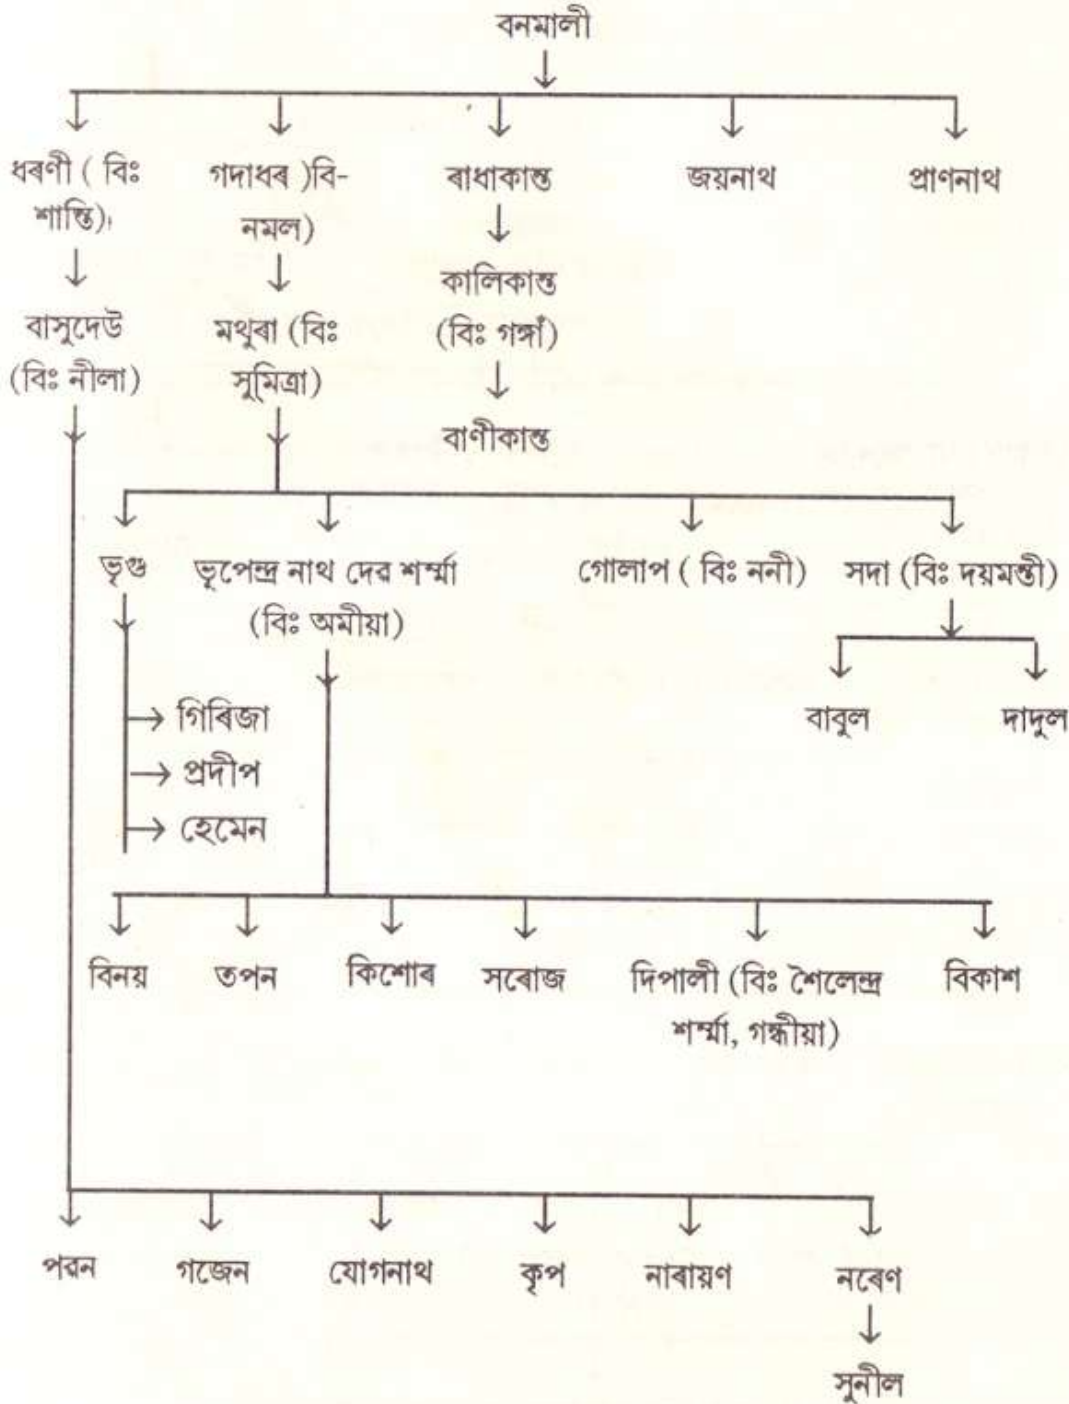 বনমালী
ধৰণী ( বিঃ শান্তি)
গদাধৰ )বি- নমল)
ৰাধাকান্ত
জয়নাথ
প্ৰাণনাথ
বাসুদেউ
(বিঃ নীলা)
মথুৰা (বিঃ
সুমিত্ৰা)
কালিকান্ত
(বিঃ গঙ্গাঁ)
বাণীকান্ত
ভৃগু
ভূপেন্দ্ৰ নাথ দেৱ শৰ্ম্মা
(বিঃ অমীয়া)
গোলাপ ( বিঃ ননী)
সদা (বিঃ দয়মন্তী)
গিৰিজা
প্ৰদীপ
হেমেন
বাবুল
দাদুল
বিনয়
তপন
কিশোৰ
সৰোজ
দিপালী (বিঃ শৈলেন্দ্ৰ
শৰ্ম্মা, গন্ধীয়া)
বিকাশ
পৱন
গজেন
যোগনাথ
কৃপ
নাৰায়ণ
নৰেণ
সুনীল